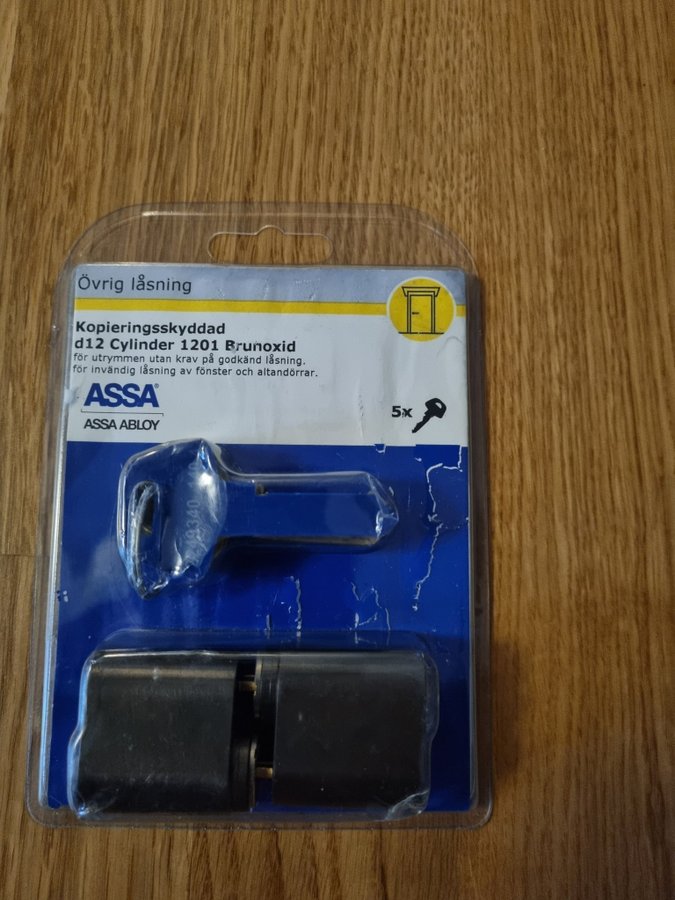 Övrig låsning
Kopieringsskyddad
d12 Cylinder 1201 Brunoxid
för utrymmen utan krav på godkänd låsning.
för invändig låsning av fönster och altandörrar.
ASSA®
ASSA ABLOY
5x